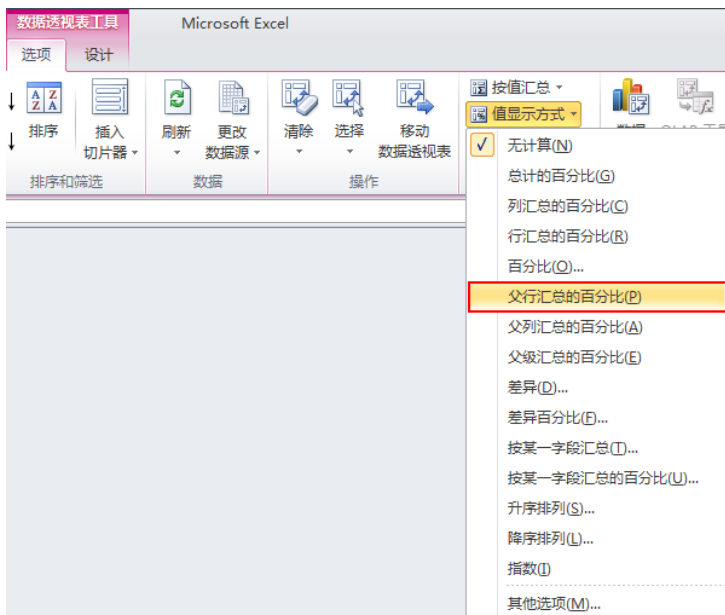 数据透视表工具
Microsoft Excel
选项
设计
排序
插入
切片器
刷新
更改
数据源
清除
选择
移动
数据透视表
按值汇总
值显示方式
排序和筛选
数据
操作
无计算(N)
总计的百分比(G)
列汇总的百分比(C)
行汇总的百分比(R)
百分比(O)...
父行汇总的百分比(P)
父列汇总的百分比(A)
父级汇总的百分比(E)
差异(D)...
差异百分比(F)...
按某一字段汇总(T)...
按某一字段汇总的百分比(U)...
升序排列(S)...
降序排列(L)...
指数(I)
其他选项(M)...